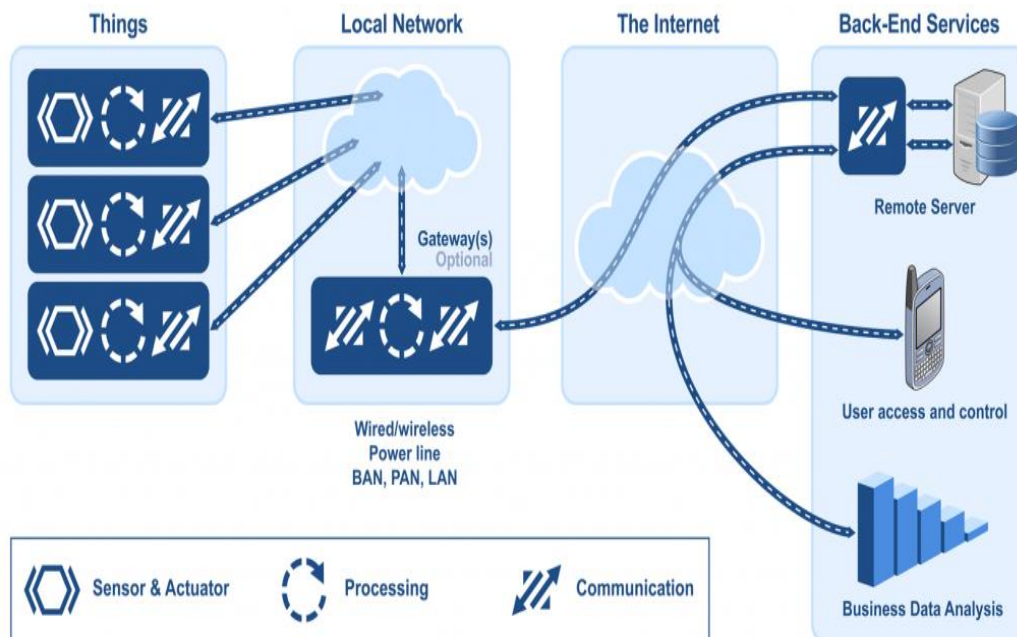 Things
Local Network
The Internet
Back-End Services
Gateway(s)
Optional
Wired/wireless
Power line
BAN, PAN, LAN
Remote Server
User access and control
Business Data Analysis
Sensor & Actuator
Processing
Communication